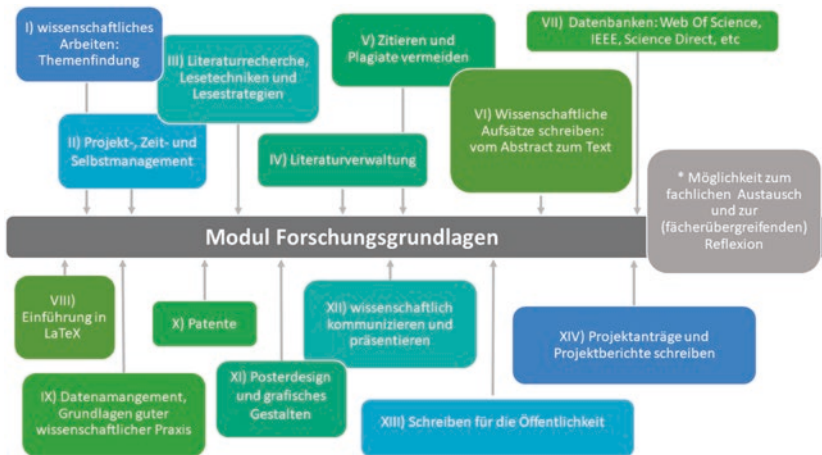 I) wissenschaftliches
Arbeiten:
Themenfindung
II) Projekt-, Zeit- und
Selbstmanagement
III) Literaturrecherche,
Lesetechniken und
Lesestrategien
IV) Literaturverwaltung
V) Zitieren und
Plagiate vermeiden
VI) Wissenschaftliche
Aufsätze schreiben:
vom Abstract zum Text
VII) Datenbanken: Web Of Science,
IEEE, Science Direct, etc
* Möglichkeit zum
fachlichen Austausch
und zur
(fächerübergreifenden)
Reflexion
Modul Forschungsgrundlagen
VIII)
Einführung in
LaTeX
IX) Datenamangement,
Grundlagen guter
wissenschaftlicher Praxis
X) Patente
XI) Posterdesign
und grafisches
Gestalten
XII) wissenschaftlich
kommunizieren und
präsentieren
XIII) Schreiben für die Öffentlichkeit
XIV) Projektanträge und
Projektberichte schreiben